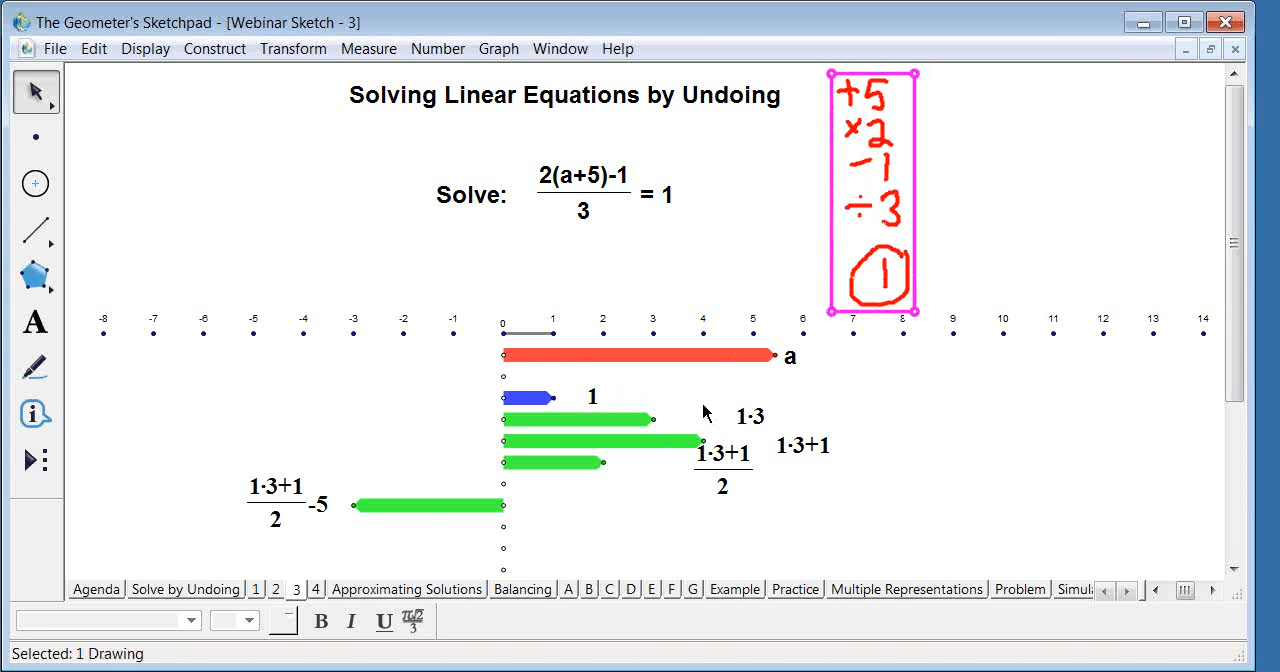 The Geometer's Sketchpad - [Webinar Sketch - 3]
File Edit Display Construct Transform Measure Number Graph Window Help
Solving Linear Equations by Undoing
Solve: 2(a+5)-1
3
= 1
+5
×2
-1
÷3
1
-8 -7 -6 -5 -4 -3 -2 -1 0 1 2 3 4 5 6 7 8 9 10 11 12 13 14
a
1
1·3
1·3+1
1·3+1
2
1·3+1
2
-5
A
Agenda Solve by Undoing 1 2 3 4 Approximating Solutions Balancing A B C D E F G Example Practice Multiple Representations Problem Simul
B I U
Selected: 1 Drawing